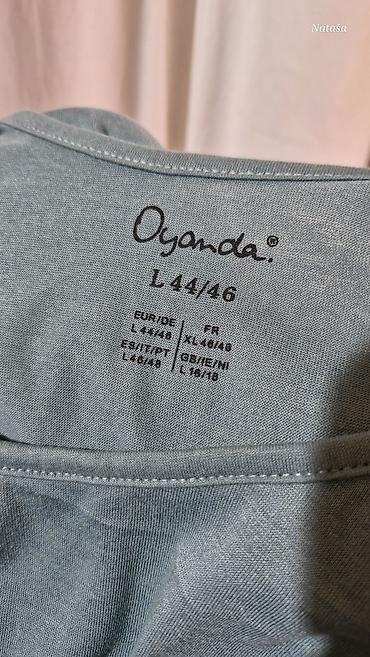 Nataša
Oyanda.®
L 44/46
EUR/DE
L 44/46
ES/IT/PT
L 46/48
FR
XL 46/48
GB/IE/NI
L 16/18